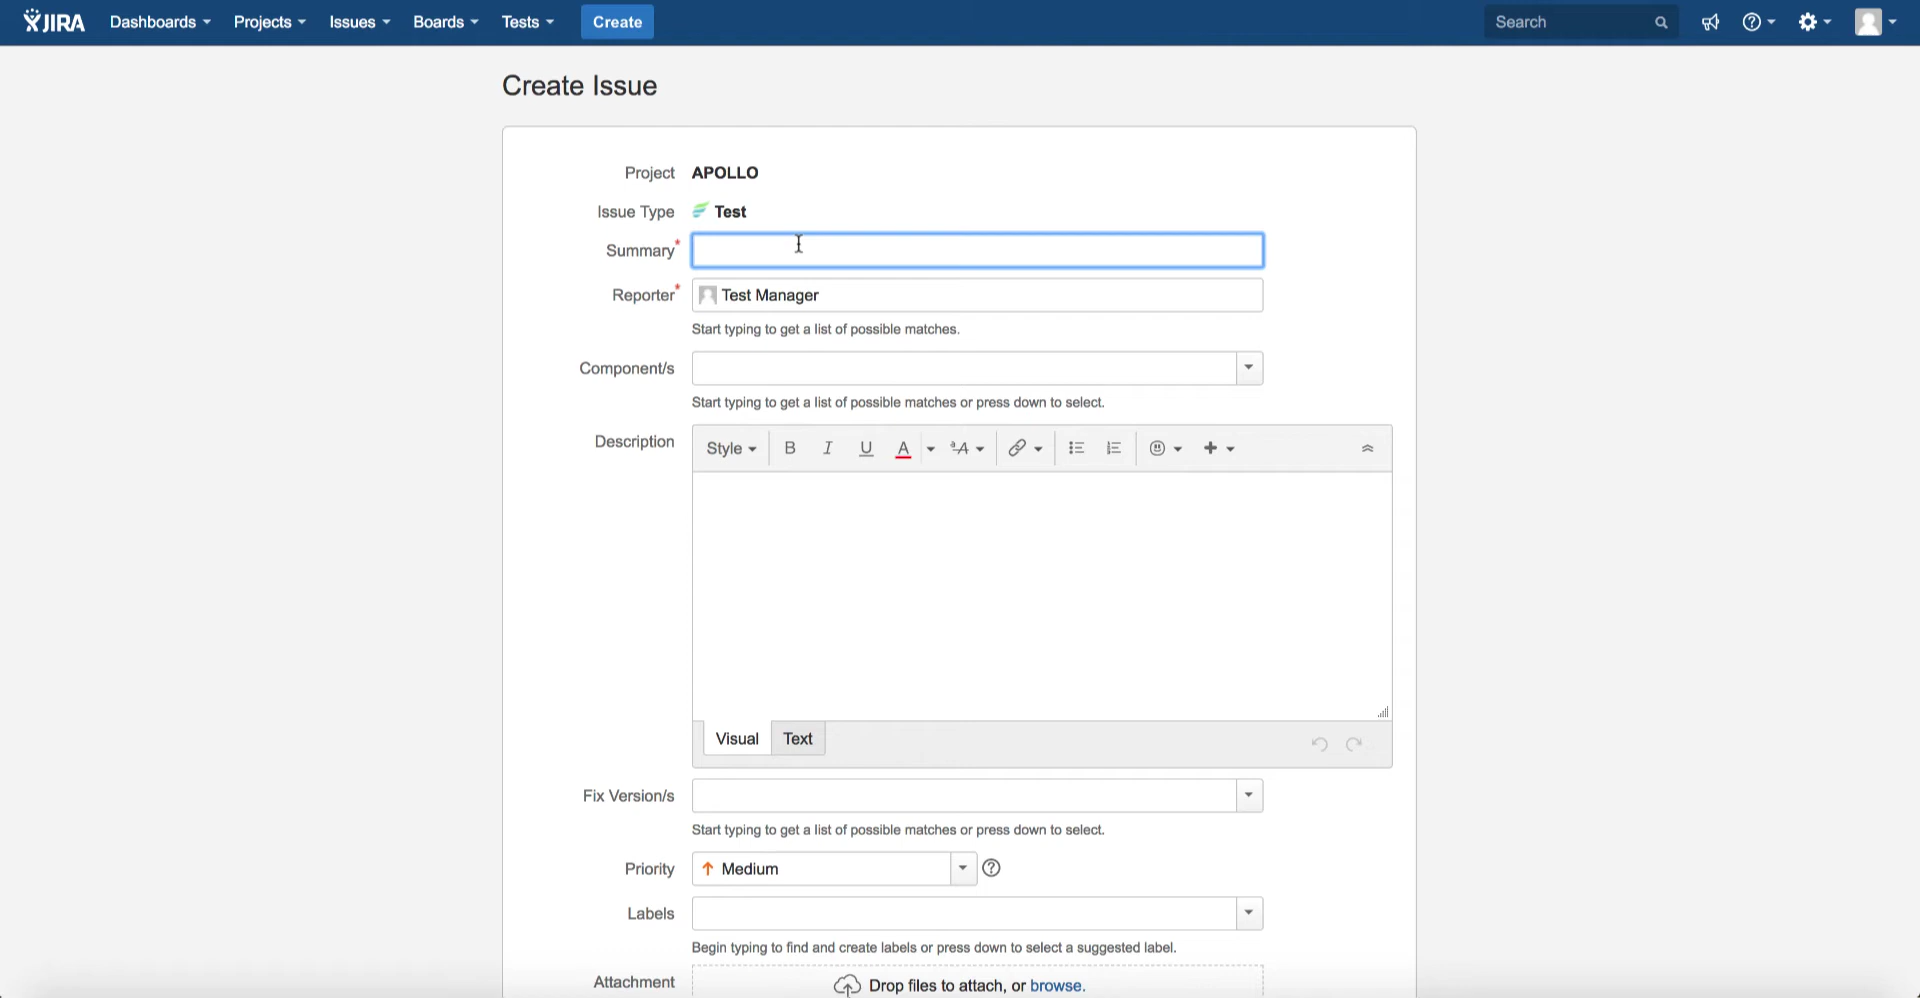 JIRA Dashboards Projects Issues Boards Tests Create Search
Create Issue
Project APOLLO
Issue Type Test
Summary*
Reporter* Test Manager
Start typing to get a list of possible matches.
Component/s
Start typing to get a list of possible matches or press down to select.
Description Style B I U A ªA
Visual Text
Fix Version/s
Start typing to get a list of possible matches or press down to select.
Priority Medium
Labels
Begin typing to find and create labels or press down to select a suggested label.
Attachment Drop files to attach, or browse.